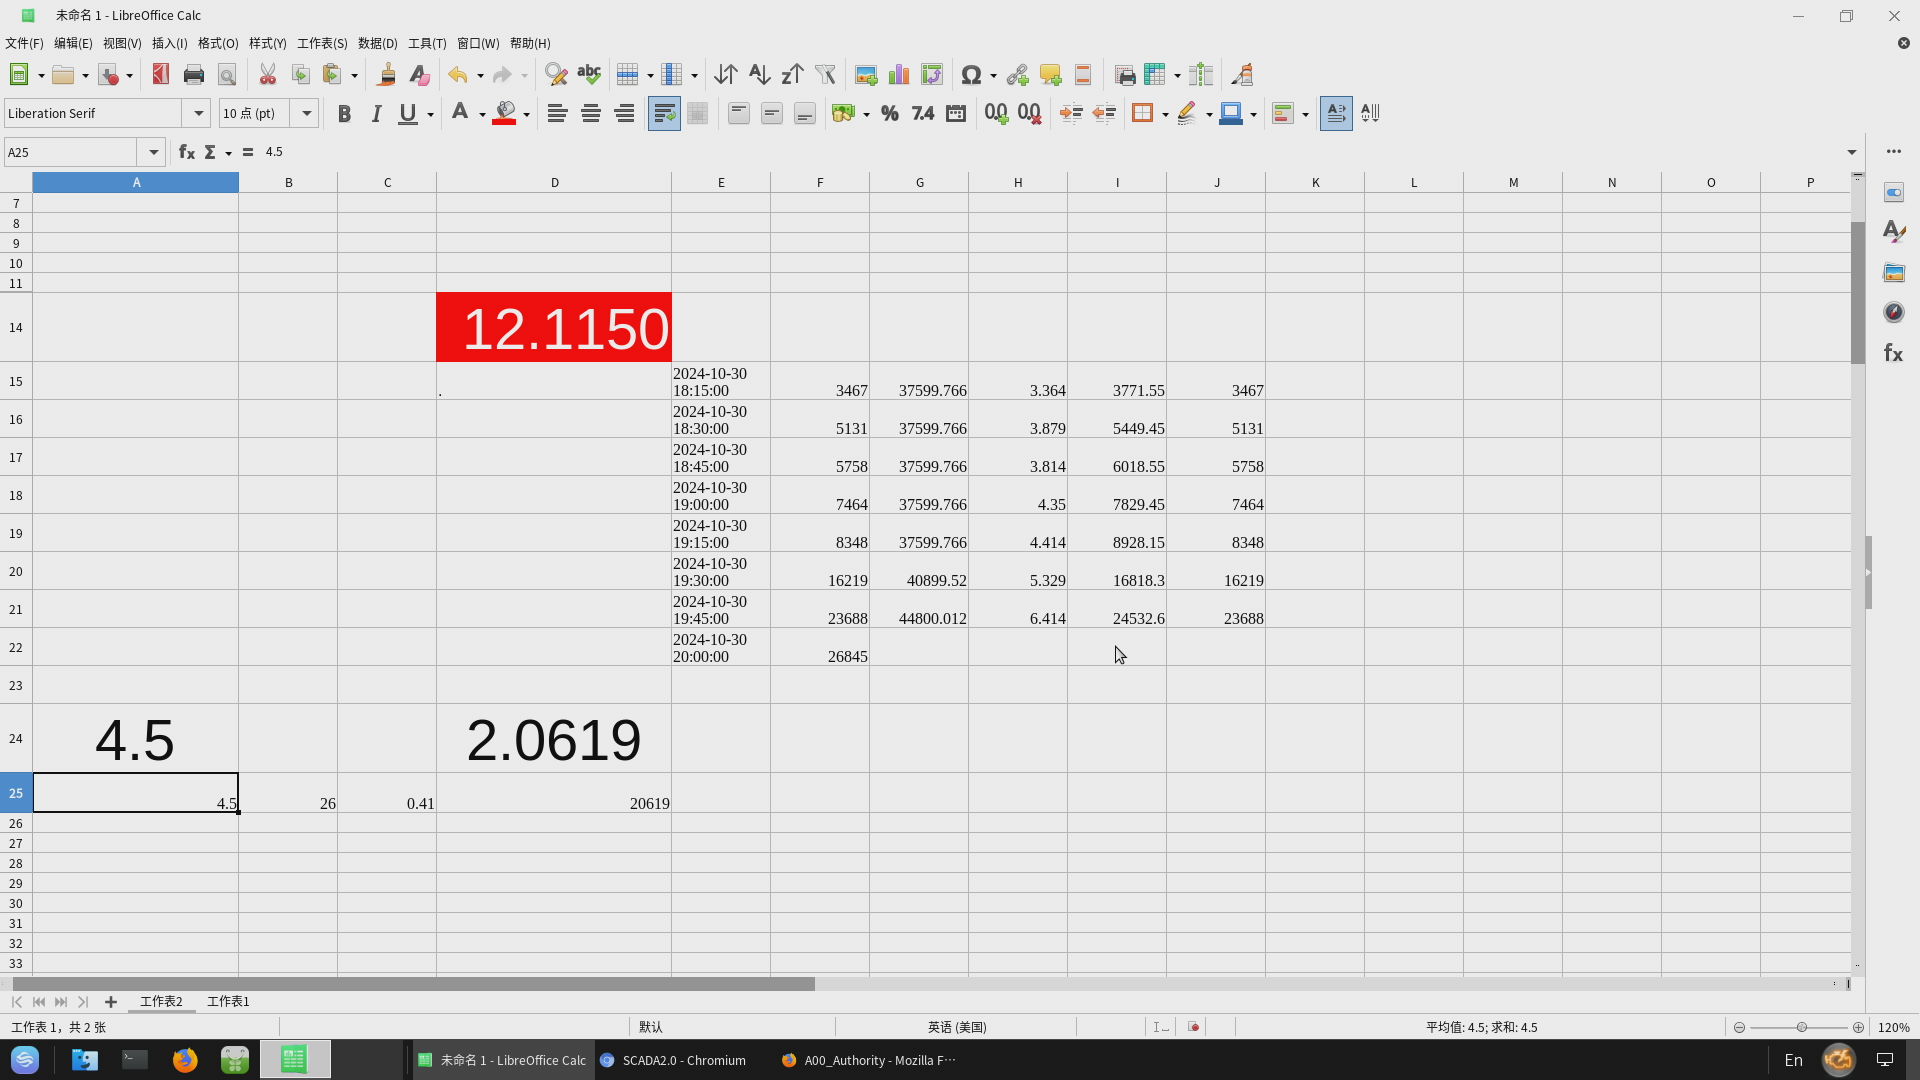 未命名 1 - LibreOffice Calc
文件(F) 编辑(E) 视图(V) 插入(I) 格式(O) 样式(Y) 工作表(S) 数据(D) 工具(T) 窗口(W) 帮助(H)
Liberation Serif 10 点 (pt) B I U A % 7.4
A25 fx Σ = 4.5
A B C D E F G H I J K L M N O P
7
8
9
10
11
14 12.1150
15 . 2024-10-30
18:15:00 3467 37599.766 3.364 3771.55 3467
16 2024-10-30
18:30:00 5131 37599.766 3.879 5449.45 5131
17 2024-10-30
18:45:00 5758 37599.766 3.814 6018.55 5758
18 2024-10-30
19:00:00 7464 37599.766 4.35 7829.45 7464
19 2024-10-30
19:15:00 8348 37599.766 4.414 8928.15 8348
20 2024-10-30
19:30:00 16219 40899.52 5.329 16818.3 16219
21 2024-10-30
19:45:00 23688 44800.012 6.414 24532.6 23688
22 2024-10-30
20:00:00 26845
23
24 4.5 2.0619
25 4.5 26 0.41 20619
26
27
28
29
30
31
32
33
工作表2 工作表1
工作表 1，共 2 张 默认 英语 (美国) 平均值: 4.5; 求和: 4.5 120%
未命名 1 - LibreOffice Calc SCADA2.0 - Chromium A00_Authority - Mozilla F··· En